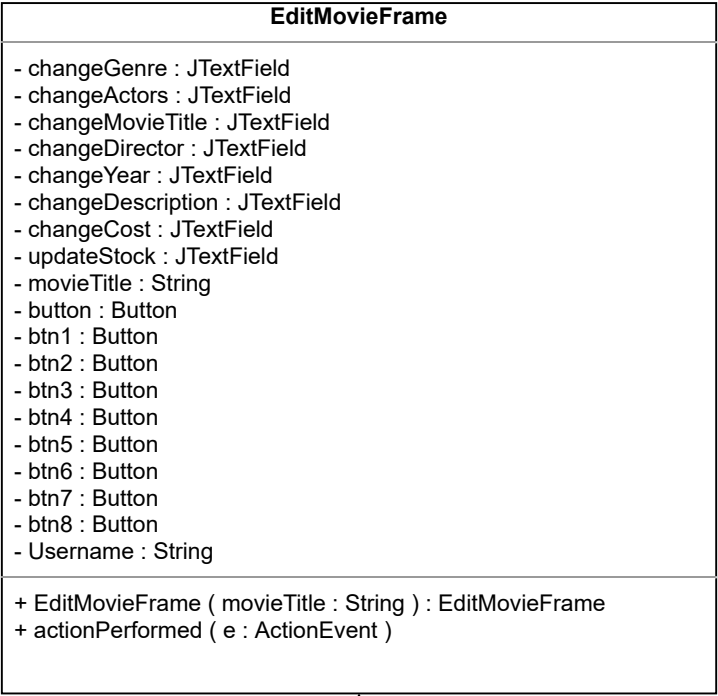 EditMovieFrame
- changeGenre : JTextField
- changeActors : JTextField
- changeMovieTitle : JTextField
- changeDirector : JTextField
- changeYear : JTextField
- changeDescription : JTextField
- changeCost : JTextField
- updateStock : JTextField
- movieTitle : String
- button : Button
- btn1 : Button
- btn2 : Button
- btn3 : Button
- btn4 : Button
- btn5 : Button
- btn6 : Button
- btn7 : Button
- btn8 : Button
- Username : String
+ EditMovieFrame ( movieTitle : String ) : EditMovieFrame
+ actionPerformed ( e : ActionEvent )